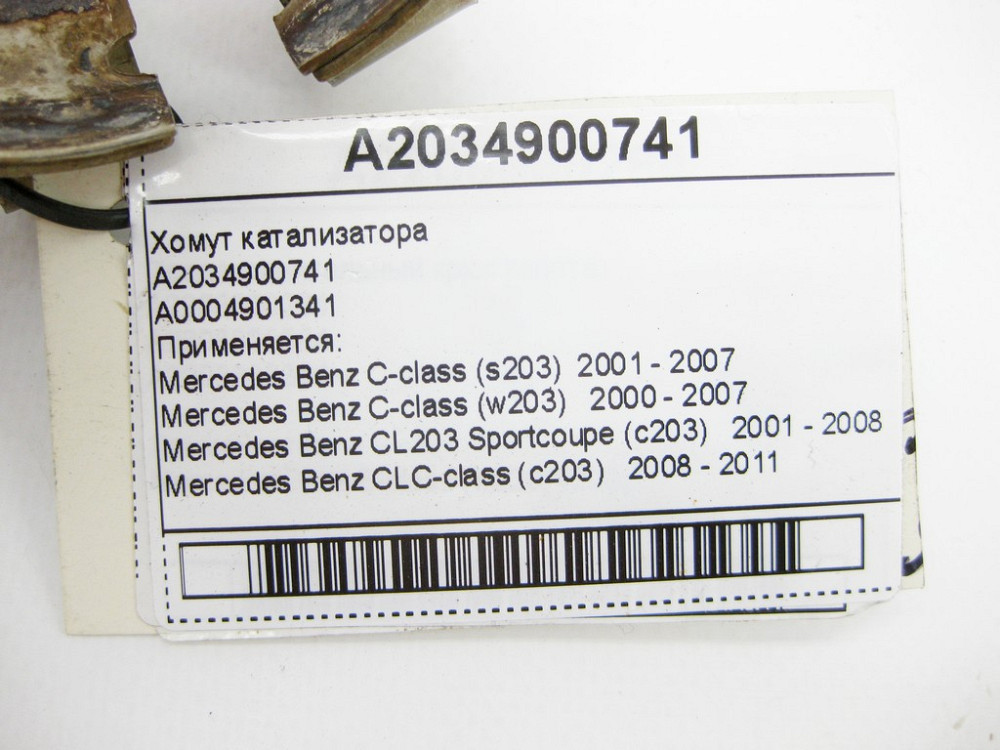 A2034900741
Хомут катализатора
A2034900741
A0004901341
Применяется:
Mercedes Benz C-class (s203) 2001 - 2007
Mercedes Benz C-class (w203) 2000 - 2007
Mercedes Benz CL203 Sportcoupe (c203) 2001 - 2008
Mercedes Benz CLC-class (c203) 2008 - 2011